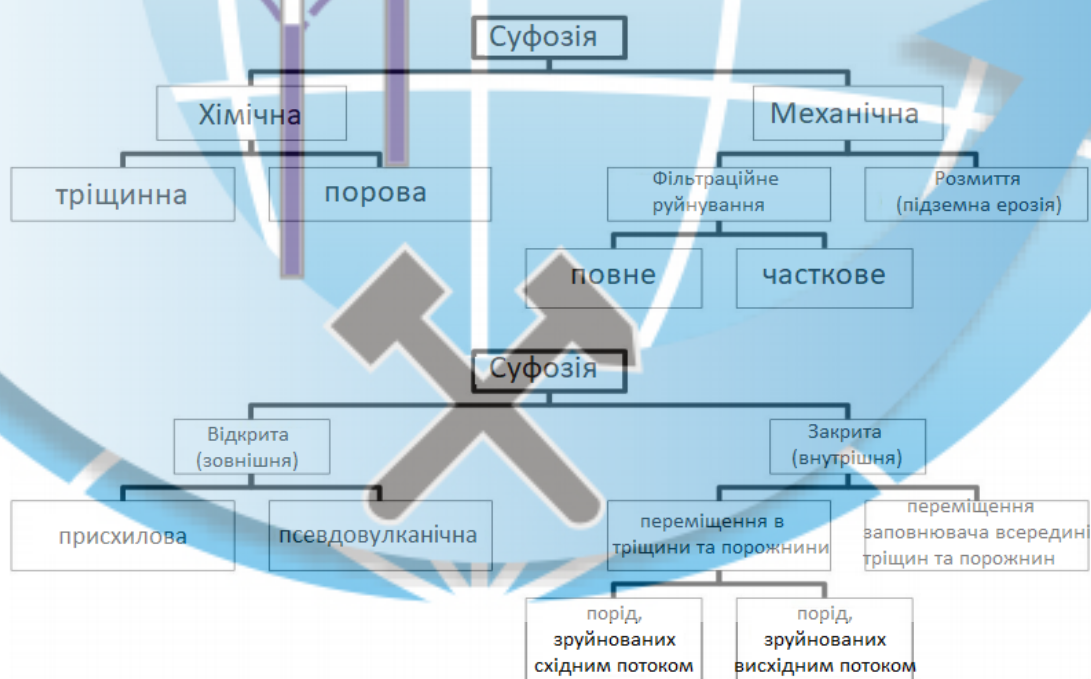 Суфозія
Хімічна
Механічна
тріщинна
порова
Фільтраційне
руйнування
Розмиття
(підземна ерозія)
повне
часткове
Суфозія
Відкрита
(зовнішня)
Закрита
(внутрішня)
присхилова
псевдовулканічна
переміщення в
тріщини та порожнини
переміщення
заповнювача всередині
тріщин та порожнин
порід,
зруйнованих
східним потоком
порід,
зруйнованих
висхідним потоком